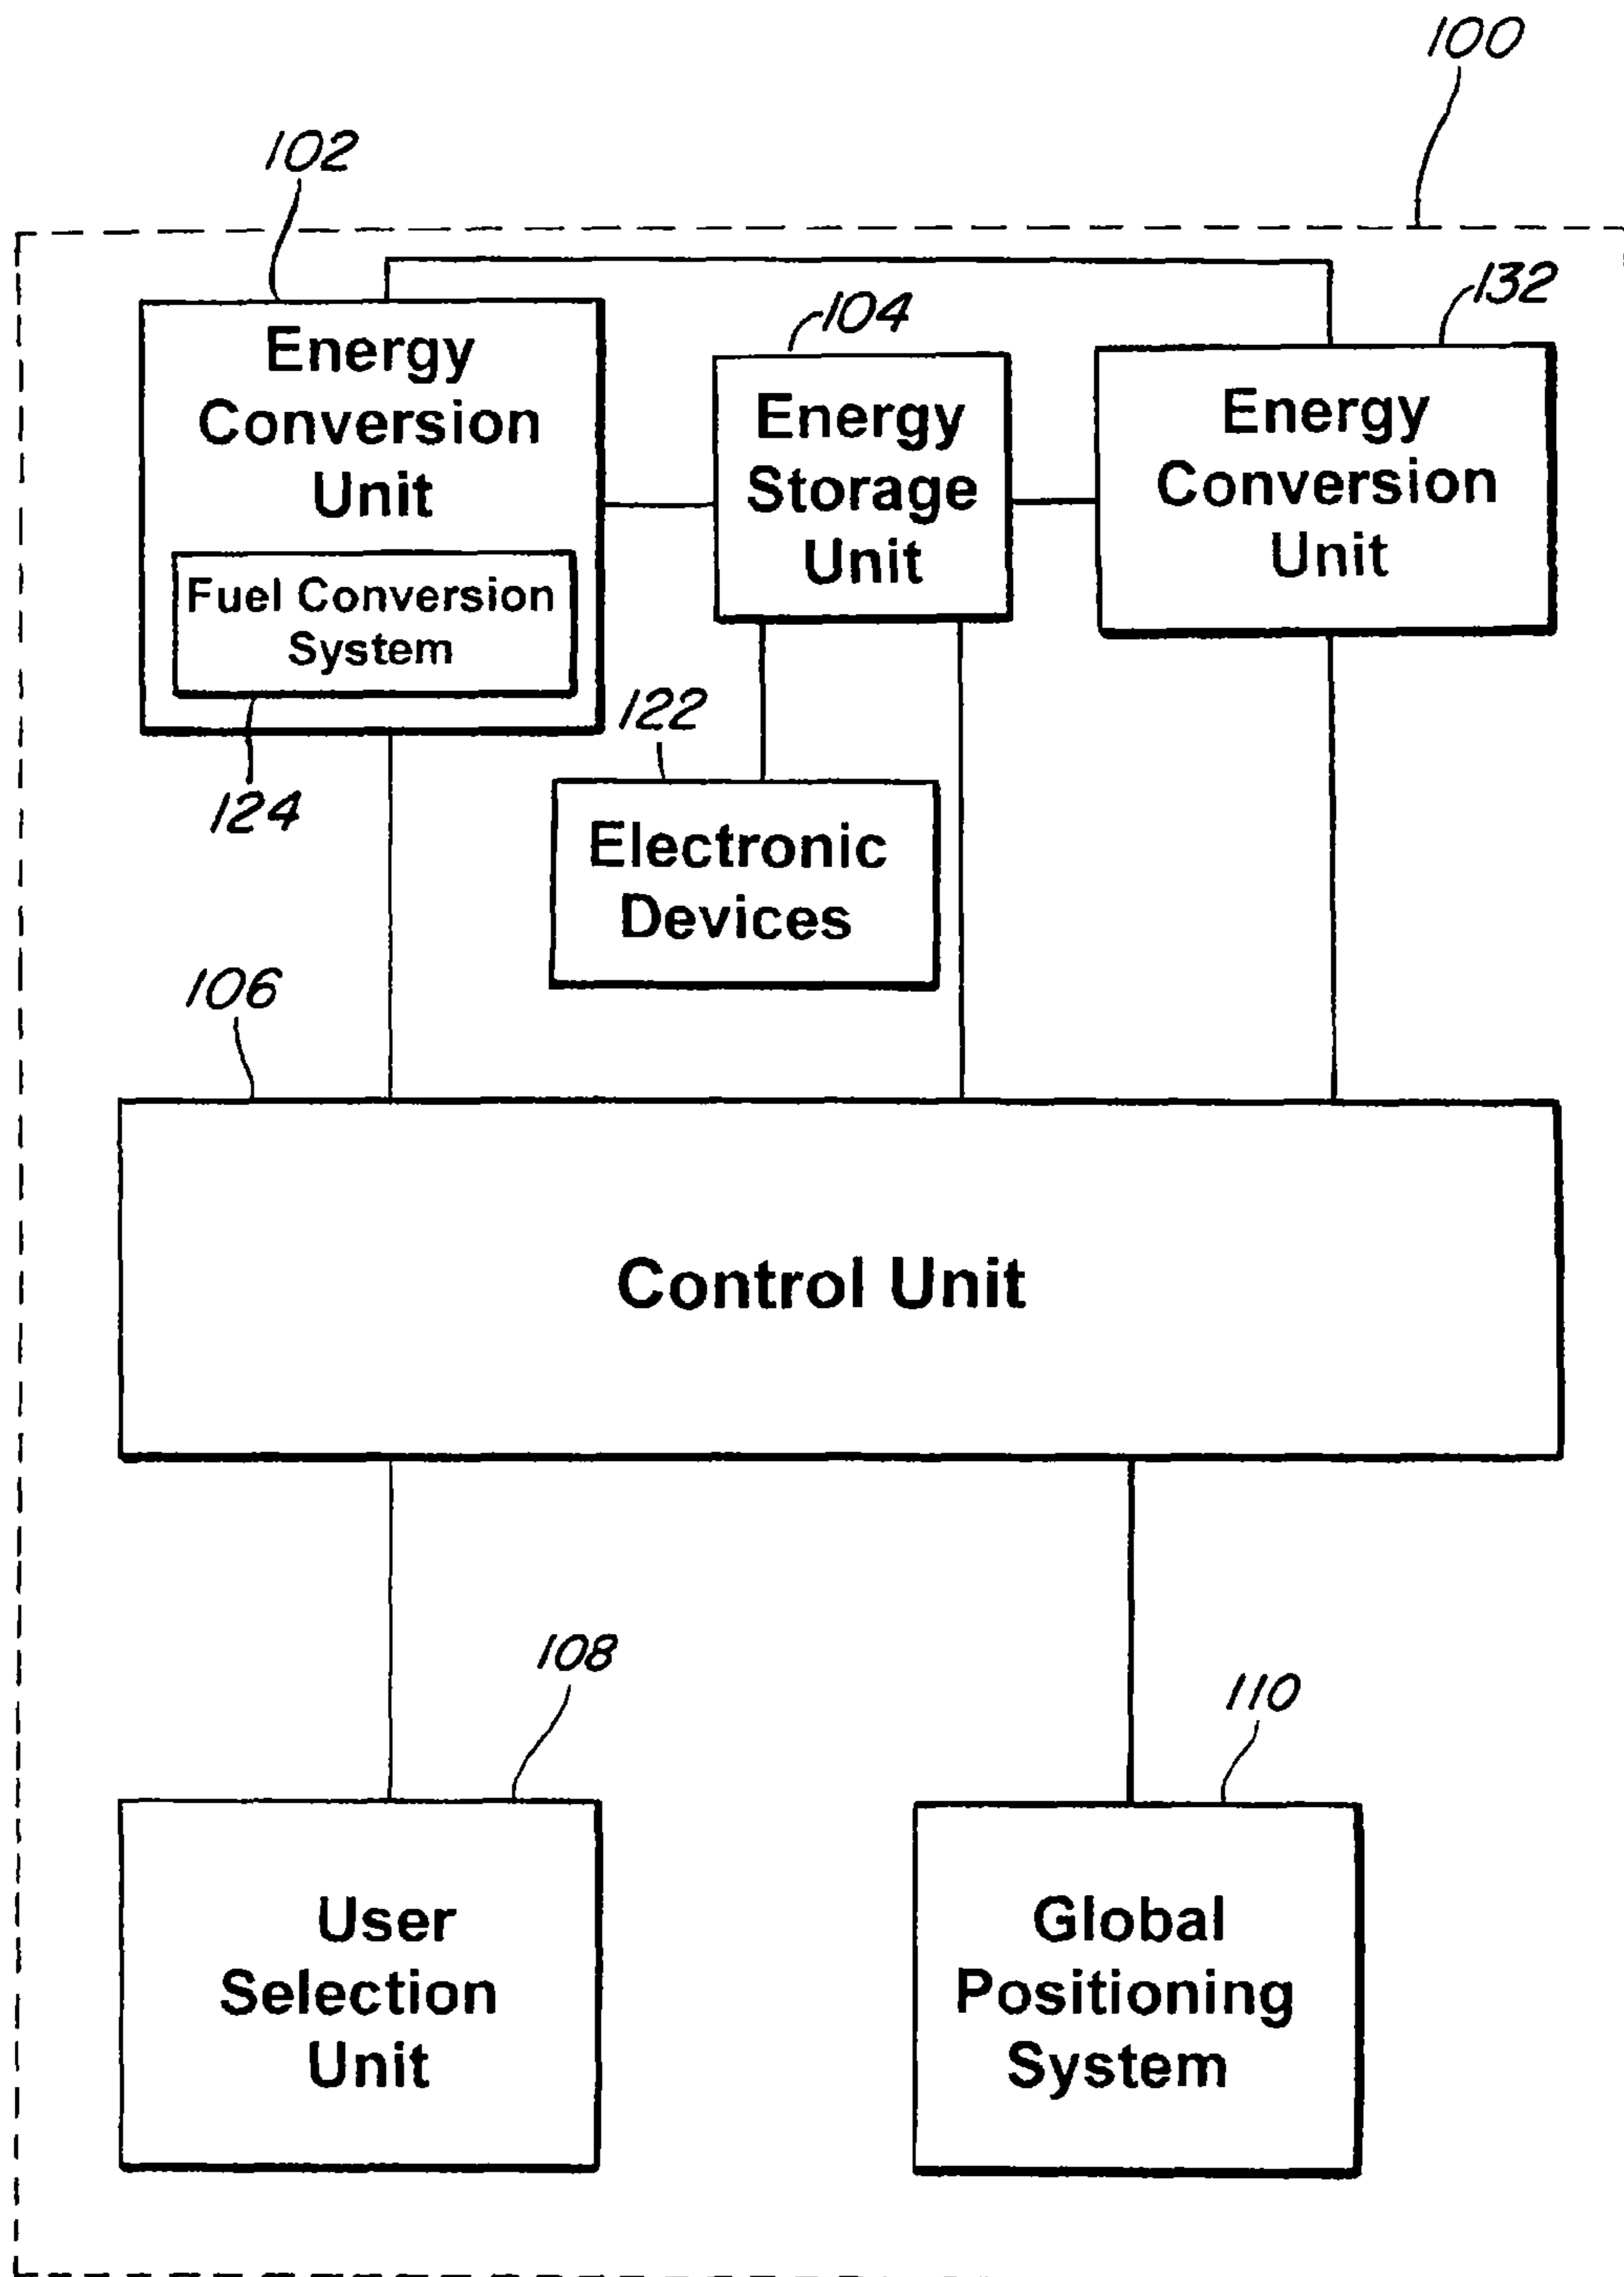 100
102
104
132
Energy
Conversion
Unit
Fuel Conversion
System
Energy
Storage
Unit
Energy
Conversion
Unit
124
122
Electronic
Devices
106
Control Unit
108
110
User
Selection
Unit
Global
Positioning
System